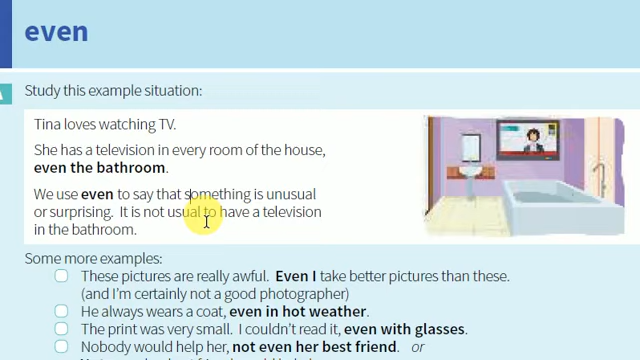 even
A
Study this example situation:
Tina loves watching TV.
She has a television in every room of the house,
even the bathroom.
We use even to say that something is unusual
or surprising. It is not usual to have a television
in the bathroom.
Some more examples:
These pictures are really awful. Even I take better pictures than these.
(and I'm certainly not a good photographer)
He always wears a coat, even in hot weather.
The print was very small. I couldn't read it, even with glasses.
Nobody would help her, not even her best friend. or